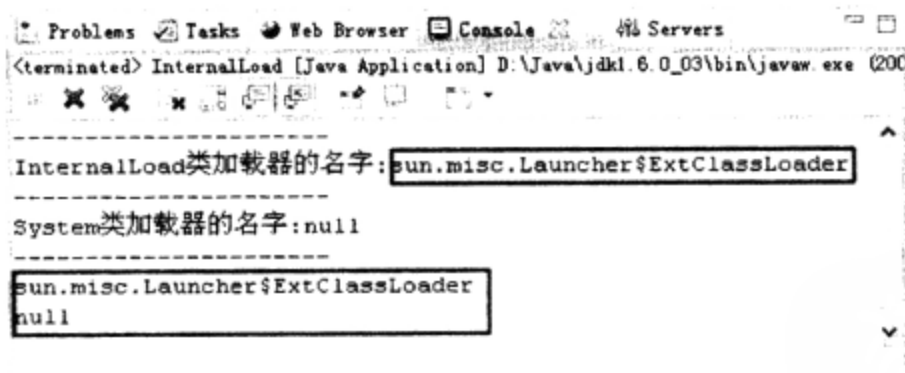 Problems Tasks Web Browser Console Servers
<terminated> InternalLoad [Java Application] D:\Java\jdk1.6.0_03\bin\javaw.exe (200
----------------------
InternalLoad类加载器的名字:sun.misc.Launcher$ExtClassLoader
----------------------
System类加载器的名字:null
----------------------
sun.misc.Launcher$ExtClassLoader
null